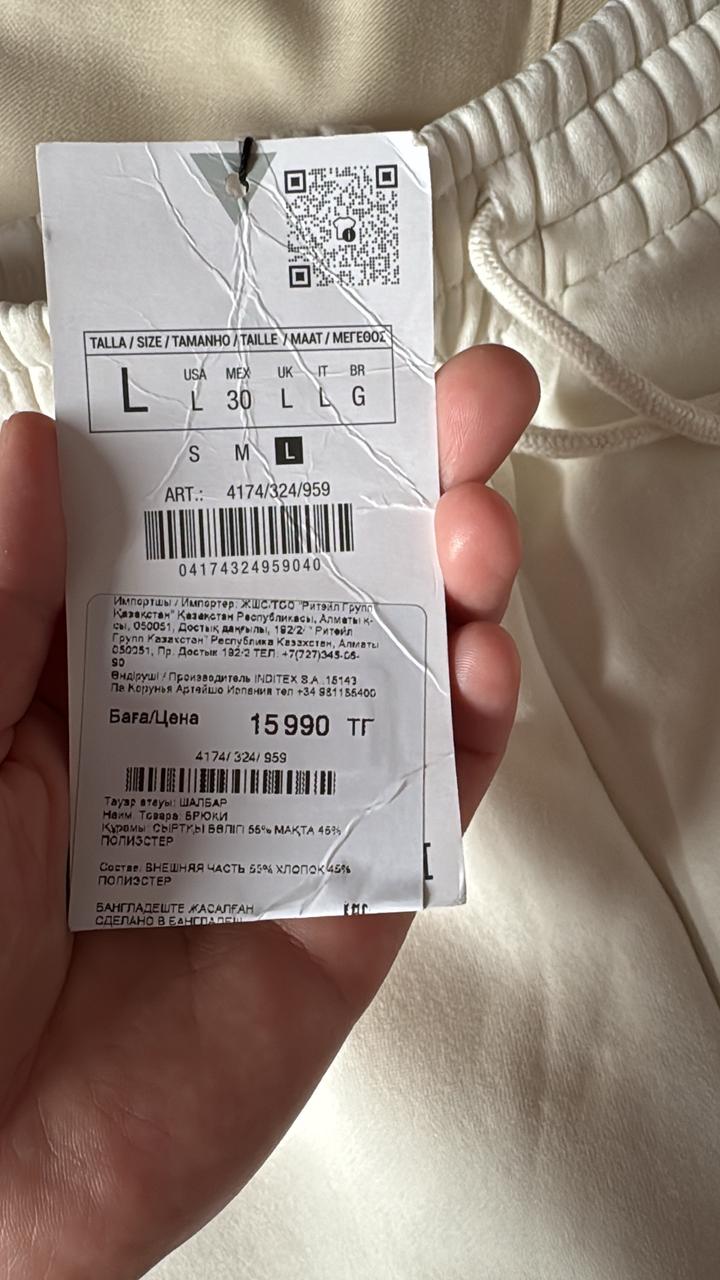 TALLA / SIZE / TAMANHO / TAILLE / MAAT / ΜΕΓΕΘΟΣ
L
USA MEX UK IT BR
L 30 L L G
S M L
ART.: 4174/324/959
04174324959040
Импортшы / Импортер: ЖШС/ТОО "Ритэйл Групп
Қазақстан" Қазақстан Республикасы, Алматы қ-
сы, 050051, Достық даңғылы, 192/2/ "Ритэйл
Групп Казахстан" Республика Казахстан, Алматы
050051, Пр. Достык 192/2 ТЕЛ. +7(727)345-05-
90
Өндіруші / Производитель INDITEX S.A. 15143
Ла Корунья Артейшо Испания тел +34 981185400
Баға/Цена 15 990 ТГ
4174/ 324/ 959
Тауар атауы: ШАЛБАР
Наим. Товара: БРЮКИ
Құрамы: СЫРТҚЫ БӨЛІГІ 55% МАҚТА 45%
ПОЛИЭСТЕР
Состав: ВНЕШНЯЯ ЧАСТЬ 55% ХЛОПОК 45%
ПОЛИЭСТЕР
БАНГЛАДЕШТЕ ЖАСАЛҒАН
СДЕЛАНО В БАНГЛАДЕШ